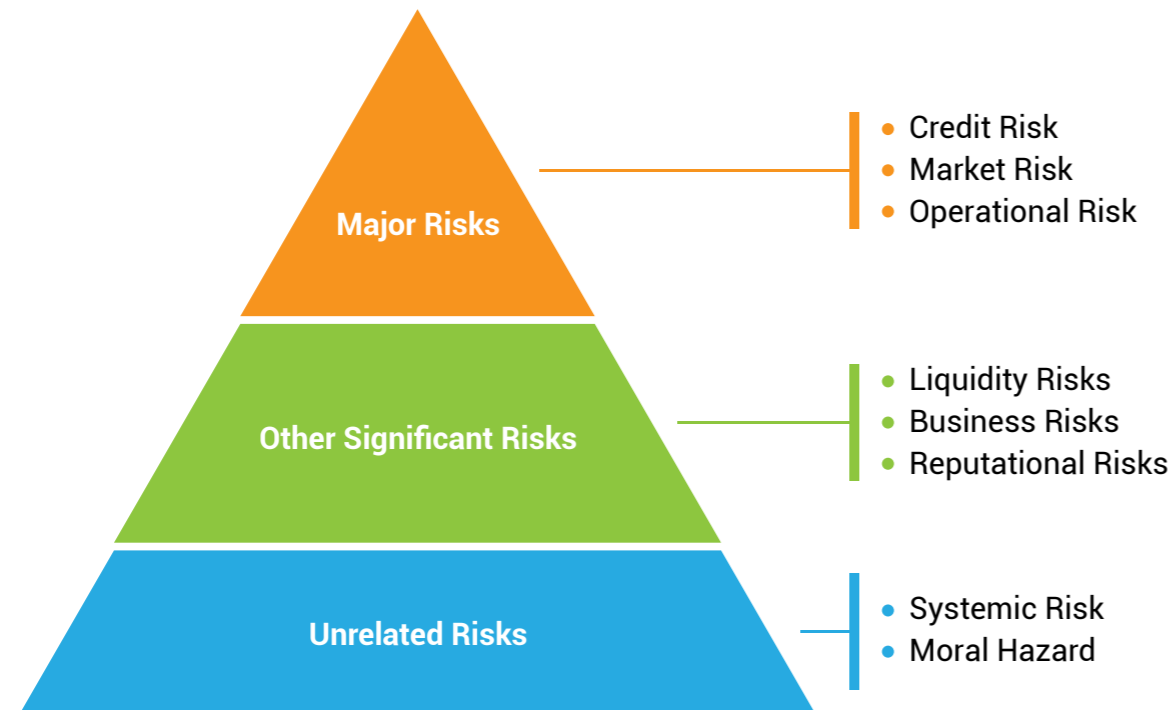 Major Risks
• Credit Risk
• Market Risk
• Operational Risk
Other Significant Risks
• Liquidity Risks
• Business Risks
• Reputational Risks
Unrelated Risks
• Systemic Risk
• Moral Hazard